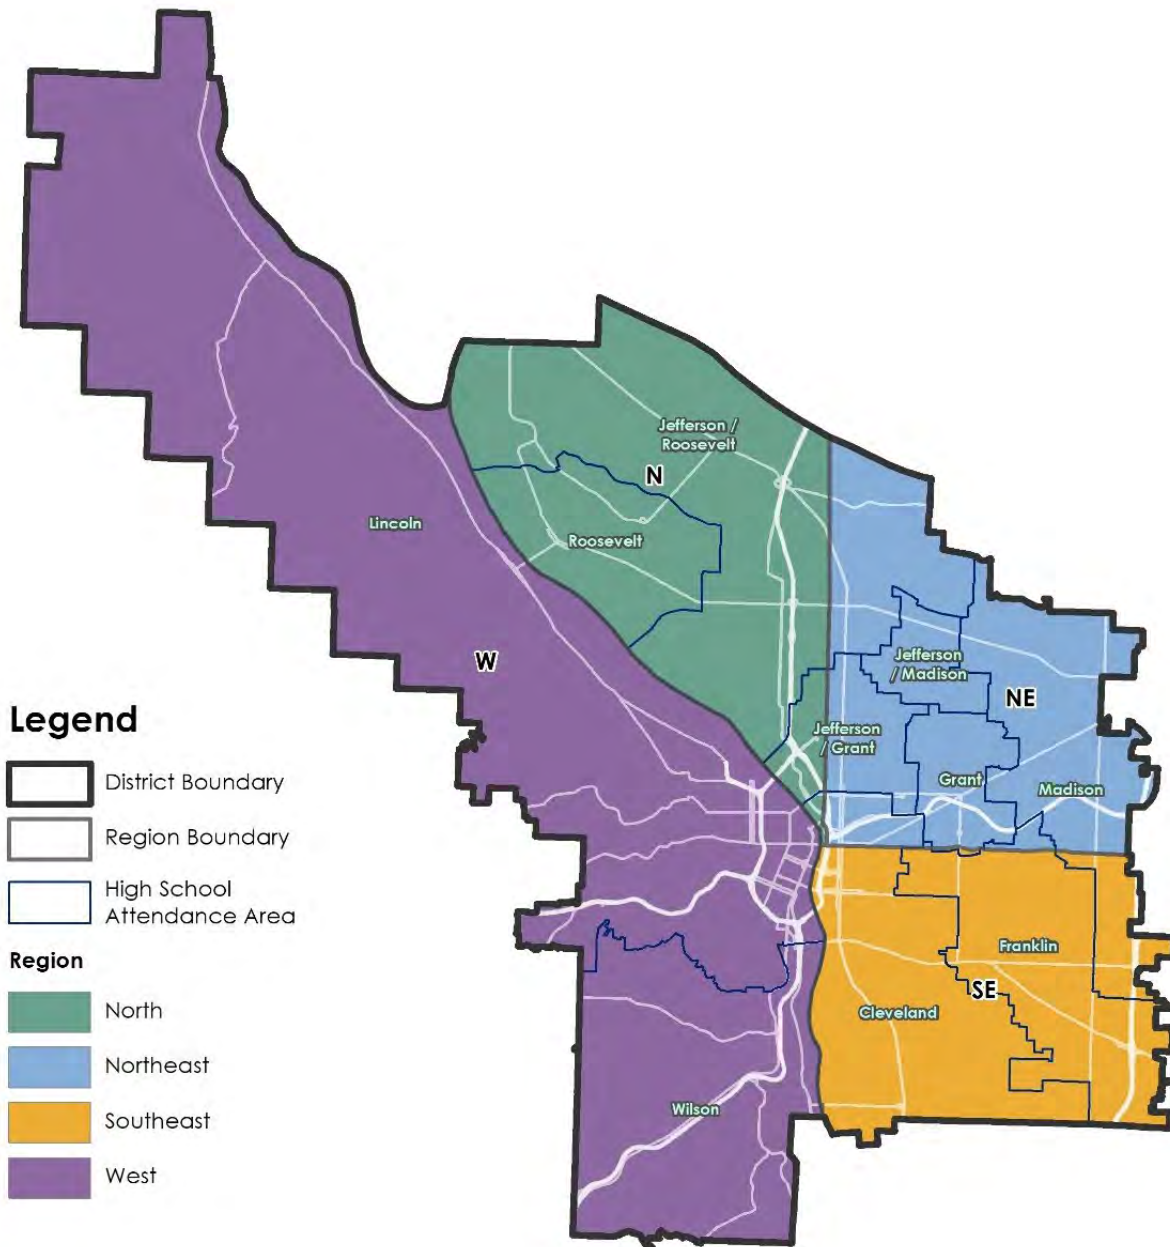 Jefferson /
Roosevelt
N
Lincoln
Roosevelt
W
Jefferson
/ Madison
NE
Jefferson
/ Grant
Grant
Madison
Franklin
SE
Cleveland
Wilson
Legend
District Boundary
Region Boundary
High School
Attendance Area
Region
North
Northeast
Southeast
West